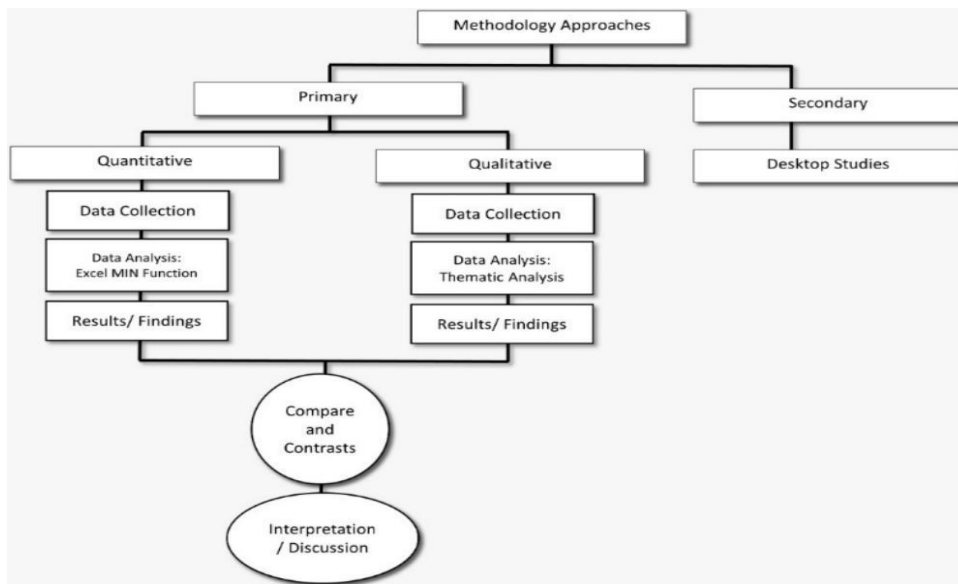 Methodology Approaches
Primary
Secondary
Quantitative
Qualitative
Desktop Studies
Data Collection
Data Collection
Data Analysis:
Excel MIN Function
Data Analysis:
Thematic Analysis
Results/ Findings
Results/ Findings
Compare
and
Contrasts
Interpretation
/ Discussion